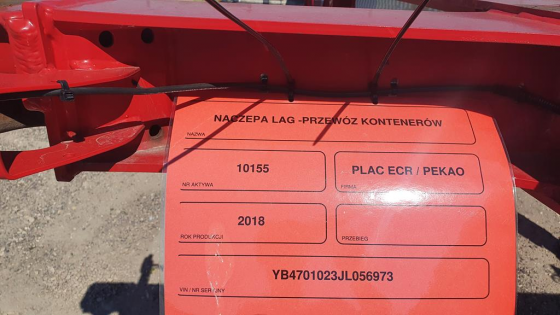 NACZEPA LAG -PRZEWÓZ KONTENERÓW
NAZWA
10155
NR AKTYWA
PLAC ECR / PEKAO
FIRMA
2018
ROK PRODUKCJI
PRZEBIEG
YB4701023JL056973
VIN / NR SERYJNY